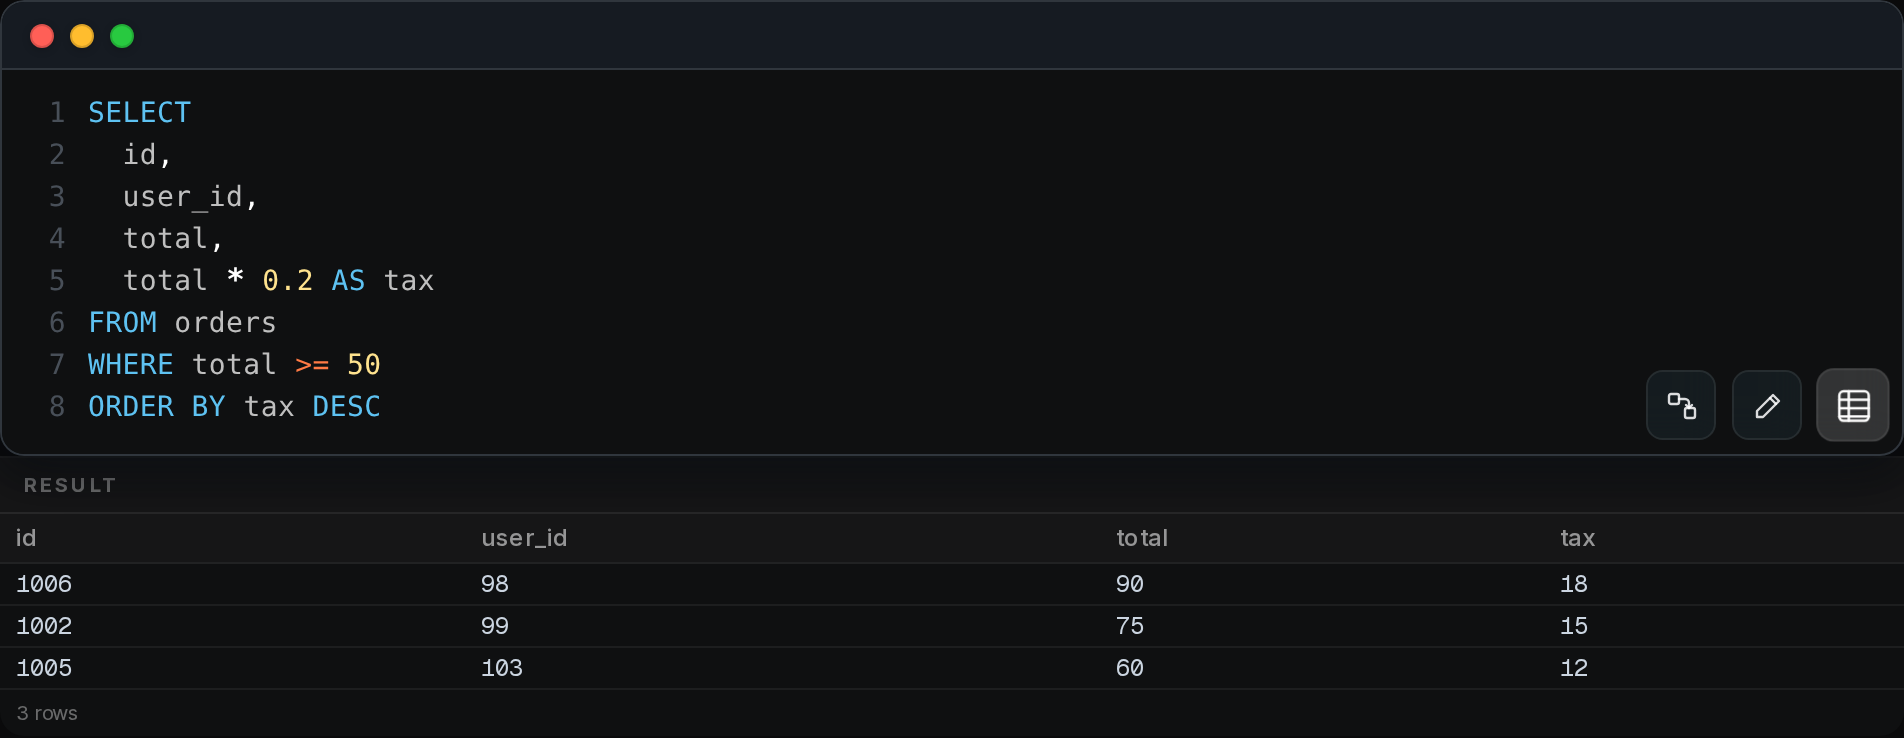 1 SELECT
2   id,
3   user_id,
4   total,
5   total * 0.2 AS tax
6 FROM orders
7 WHERE total >= 50
8 ORDER BY tax DESC
RESULT
id user_id total tax
1006 98 90 18
1002 99 75 15
1005 103 60 12
3 rows